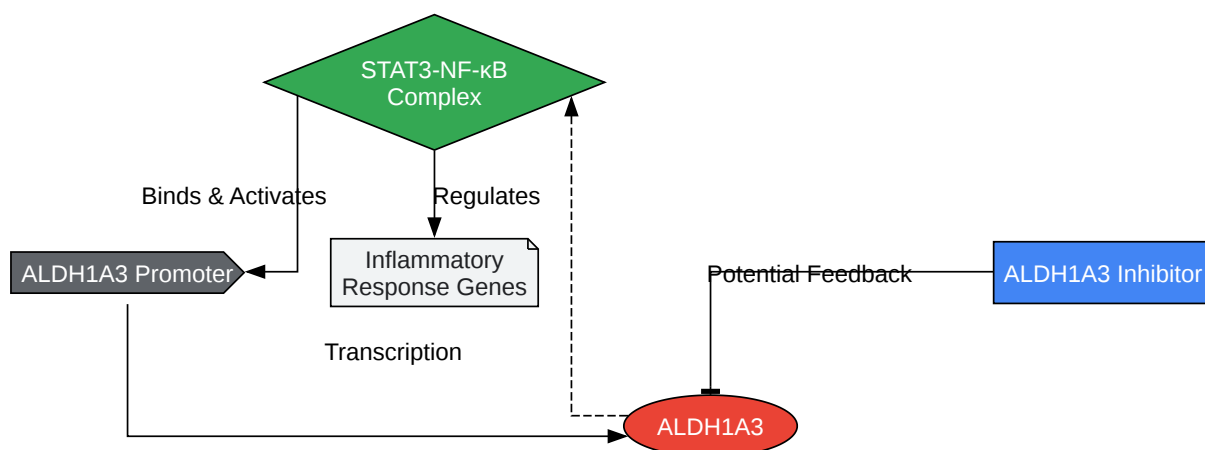 STAT3-NF-κB
Complex
Binds & Activates
Regulates
Inflammatory
Response Genes
ALDH1A3 Promoter
Potential Feedback
ALDH1A3 Inhibitor
Transcription
ALDH1A3